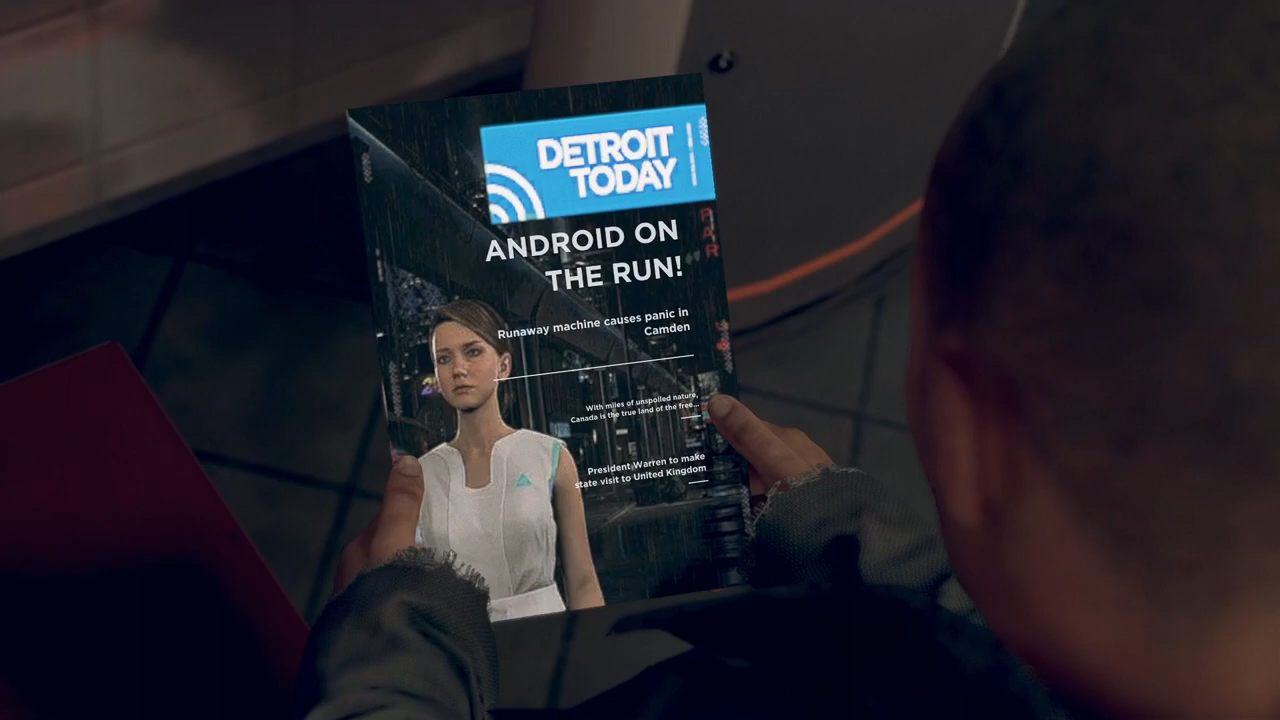 DETROIT
TODAY
ANDROID ON
THE RUN!
Runaway machine causes panic in
Camden
With miles of unspoiled nature,
Canada is the true land of the free...
President Warren to make
state visit to United Kingdom
BAR